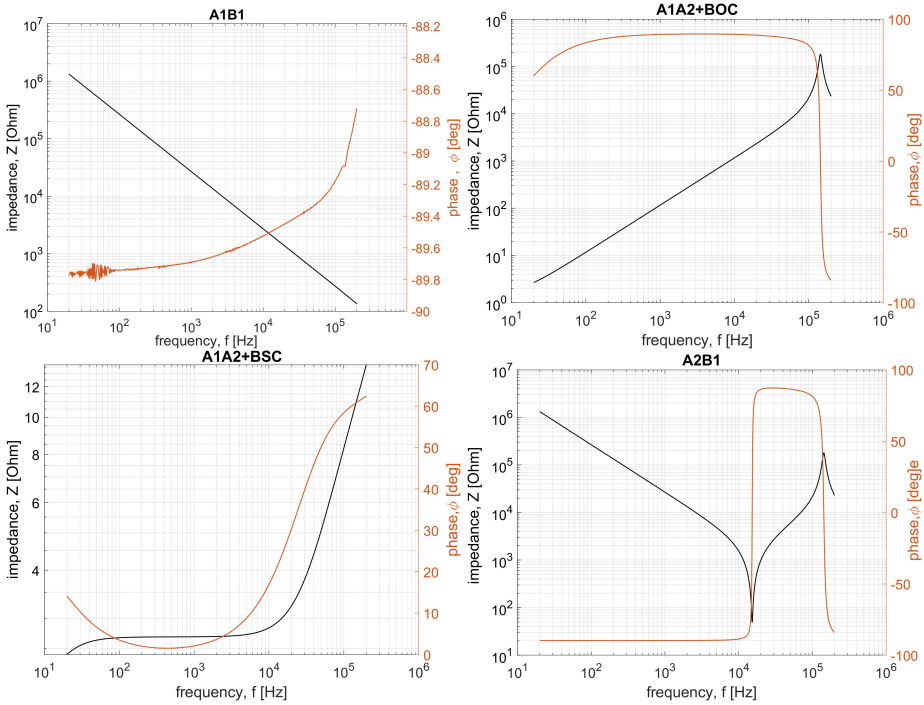 A1B1
10^7
10^6
10^5
10^4
10^3
10^2
impedance, Z [Ohm]
-88.2
-88.4
-88.6
-88.8
-89
-89.2
-89.4
-89.6
-89.8
-90
phase , ϕ [deg]
10^1 10^2 10^3 10^4 10^5 10^6
frequency, f [Hz]
A1A2+BOC
10^6
10^5
10^4
10^3
10^2
10^1
10^0
impedance, Z [Ohm]
100
50
0
-50
-100
phase,ϕ [deg]
10^1 10^2 10^3 10^4 10^5 10^6
frequency, f [Hz]
A1A2+BSC
12
10
8
6
4
impedance, Z [Ohm]
70
60
50
40
30
20
10
0
phase,ϕ [deg]
10^1 10^2 10^3 10^4 10^5 10^6
frequency, f [Hz]
A2B1
10^7
10^6
10^5
10^4
10^3
10^2
10^1
impedance, Z [Ohm]
100
50
0
-50
-100
phase,ϕ [deg]e
10^1 10^2 10^3 10^4 10^5 10^6
frequency, f [Hz]